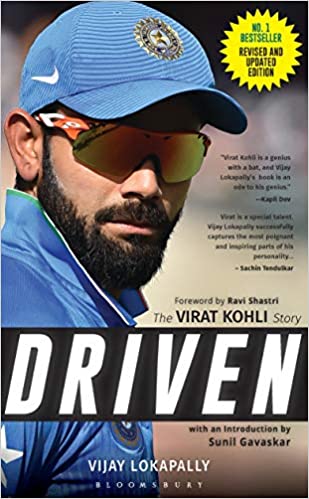 NO. 1
BESTSELLER
REVISED AND
UPDATED
EDITION
"Virat Kohli is a genius
with a bat, and Vijay
Lokapally's book is an
ode to his genius."
—Kapil Dev
Virat is a special talent.
Vijay Lokapally successfully
captures the most poignant
and inspiring parts of his
personality...
– Sachin Tendulkar
Foreword by Ravi Shastri
The VIRAT KOHLI Story
DRIVEN
with an Introduction by
Sunil Gavaskar
VIJAY LOKAPALLY
BLOOMSBURY